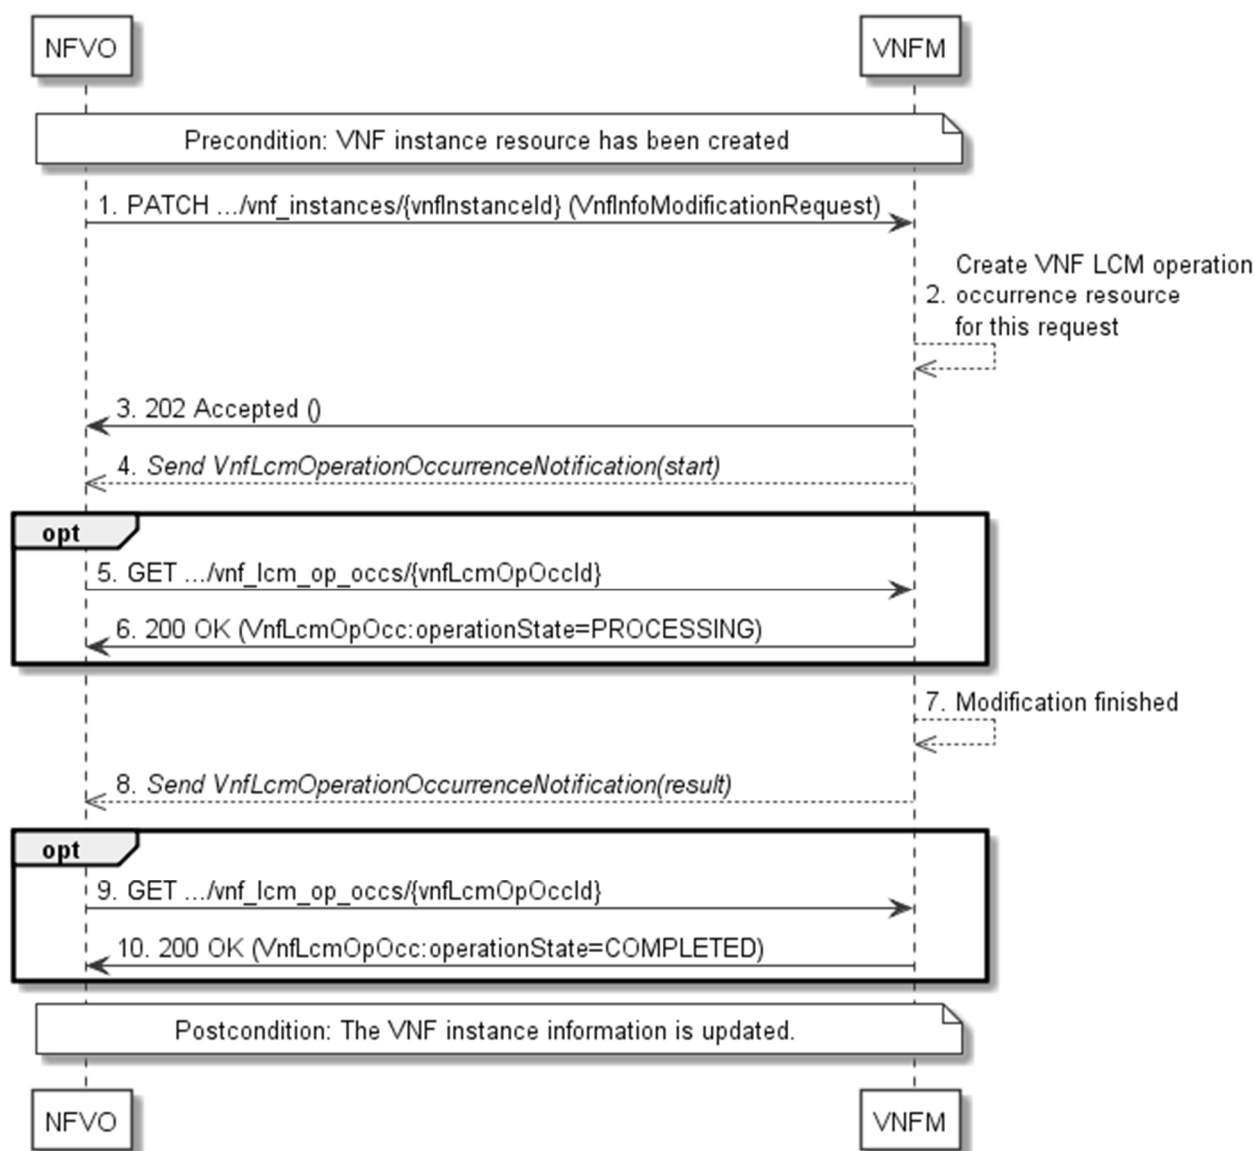 NFVO VNFM
Precondition: VNF instance resource has been created
1. PATCH .../vnf_instances/{vnfInstanceId} (VnfInfoModificationRequest)
Create VNF LCM operation
2. occurrence resource
for this request
3. 202 Accepted ()
4. Send VnfLcmOperationOccurrenceNotification(start)
opt
5. GET .../vnf_lcm_op_occs/{vnfLcmOpOccId}
6. 200 OK (VnfLcmOpOcc:operationState=PROCESSING)
7. Modification finished
8. Send VnfLcmOperationOccurrenceNotification(result)
opt
9. GET .../vnf_lcm_op_occs/{vnfLcmOpOccId}
10. 200 OK (VnfLcmOpOcc:operationState=COMPLETED)
Postcondition: The VNF instance information is updated.
NFVO VNFM